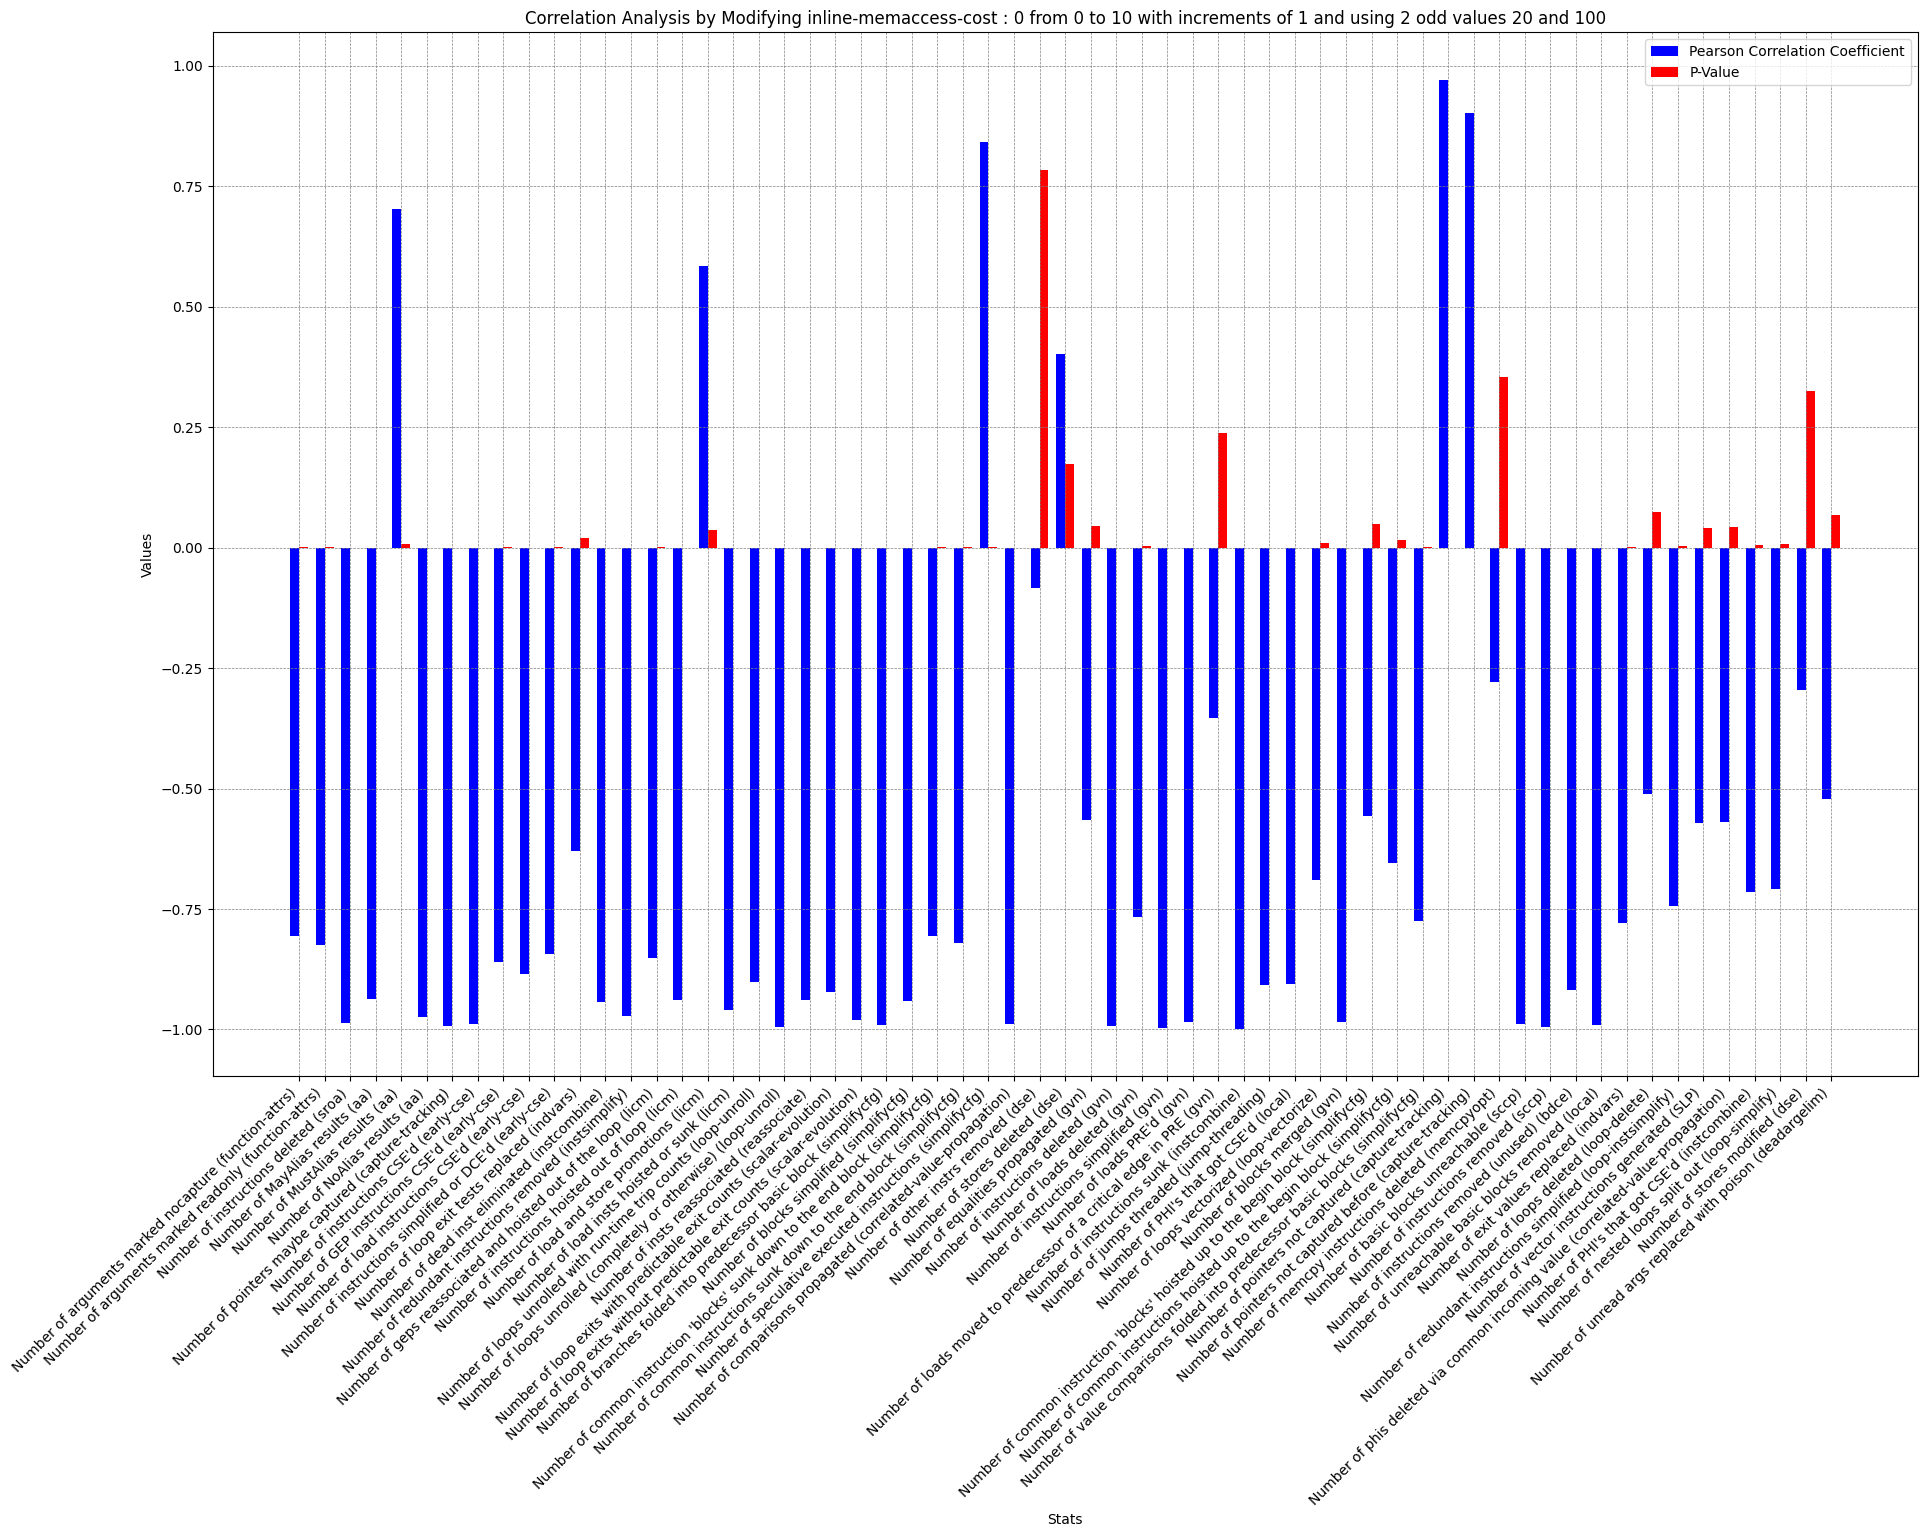 Correlation Analysis by Modifying inline-memaccess-cost : 0 from 0 to 10 with increments of 1 and using 2 odd values 20 and 100
Pearson Correlation Coefficient
P-Value
Values
1.00
0.75
0.50
0.25
0.00
−0.25
−0.50
−0.75
−1.00
Number of arguments marked nocapture (function-attrs)
Number of arguments marked readonly (function-attrs)
Number of instructions deleted (sroa)
Number of MayAlias results (aa)
Number of MustAlias results (aa)
Number of NoAlias results (aa)
Number of pointers maybe captured (capture-tracking)
Number of instructions CSE'd (early-cse)
Number of GEP instructions CSE'd (early-cse)
Number of load instructions CSE'd (early-cse)
Number of instructions simplified or DCE'd (early-cse)
Number of loop exit tests replaced (indvars)
Number of dead inst eliminated (instcombine)
Number of redundant instructions removed (instsimplify)
Number of geps reassociated and hoisted out of the loop (licm)
Number of instructions hoisted out of loop (licm)
Number of load and store promotions (licm)
Number of load insts hoisted or sunk (licm)
Number of loops unrolled with run-time trip counts (loop-unroll)
Number of loops unrolled (completely or otherwise) (loop-unroll)
Number of insts reassociated (reassociate)
Number of loop exits with predictable exit counts (scalar-evolution)
Number of loop exits without predictable exit counts (scalar-evolution)
Number of branches folded into predecessor basic block (simplifycfg)
Number of blocks simplified (simplifycfg)
Number of common instruction 'blocks' sunk down to the end block (simplifycfg)
Number of common instructions sunk down to the end block (simplifycfg)
Number of speculative executed instructions (simplifycfg)
Number of comparisons propagated (correlated-value-propagation)
Number of other instrs removed (dse)
Number of stores deleted (dse)
Number of equalities propagated (gvn)
Number of instructions deleted (gvn)
Number of loads deleted (gvn)
Number of instructions simplified (gvn)
Number of loads PRE'd (gvn)
Number of loads moved to predecessor of a critical edge in PRE (gvn)
Number of instructions sunk (instcombine)
Number of jumps threaded (jump-threading)
Number of PHI's that got CSE'd (local)
Number of loops vectorized (loop-vectorize)
Number of blocks merged (gvn)
Number of common instruction 'blocks' hoisted up to the begin block (simplifycfg)
Number of common instructions hoisted up to the begin block (simplifycfg)
Number of value comparisons folded into predecessor basic blocks (simplifycfg)
Number of pointers not captured (capture-tracking)
Number of pointers not captured before (capture-tracking)
Number of memcpy instructions deleted (memcpyopt)
Number of basic blocks unreachable (sccp)
Number of instructions removed (sccp)
Number of instructions removed (unused) (bdce)
Number of unreachable basic blocks removed (local)
Number of exit values replaced (indvars)
Number of loops deleted (loop-delete)
Number of redundant instructions simplified (loop-instsimplify)
Number of vector instructions generated (SLP)
Number of phis deleted via common incoming value (correlated-value-propagation)
Number of PHI's that got CSE'd (instcombine)
Number of nested loops split out (loop-simplify)
Number of stores modified (dse)
Number of unread args replaced with poison (deadargelim)
Stats